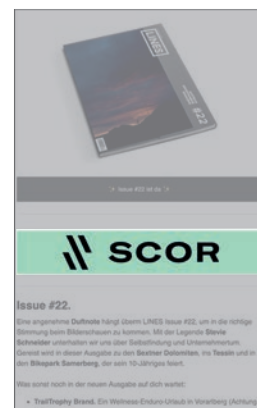 LINES
#22
> Issue #22 ist da >
SCOR
Issue #22.
Eine angenehme Duftnote hängt überm LINES Issue #22, um in die richtige
Stimmung beim Bilderschauen zu kommen. Mit der Legende Stevie
Schneider unterhalten wir uns über Selbstfindung und Unternehmertum.
Gereist wird in dieser Ausgabe zu den Sextner Dolomiten, ins Tessin und in
den Bikepark Samerberg, der sein 10-Jähriges feiert.
Was sonst noch in der neuen Ausgabe auf dich wartet:
• TrailTrophy Brand. Ein Wellness-Enduro-Urlaub in Vorarlberg (Achtung